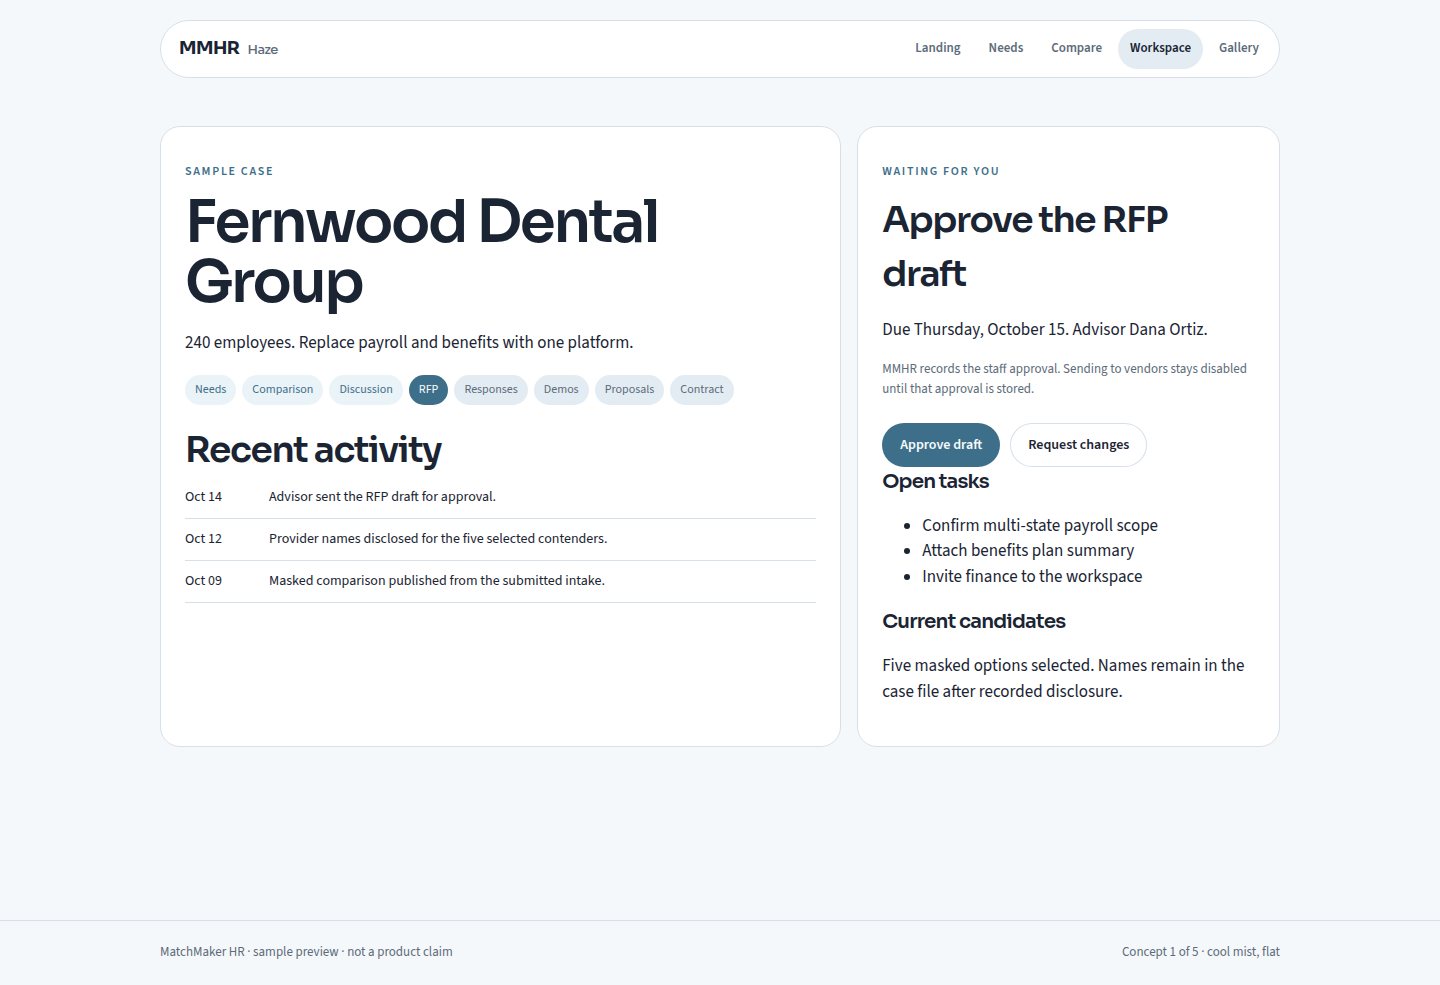 MMHR Haze
Landing Needs Compare Workspace Gallery
SAMPLE CASE
Fernwood Dental
Group
240 employees. Replace payroll and benefits with one platform.
Needs Comparison Discussion RFP Responses Demos Proposals Contract
Recent activity
Oct 14 Advisor sent the RFP draft for approval.
Oct 12 Provider names disclosed for the five selected contenders.
Oct 09 Masked comparison published from the submitted intake.
WAITING FOR YOU
Approve the RFP
draft
Due Thursday, October 15. Advisor Dana Ortiz.
MMHR records the staff approval. Sending to vendors stays disabled
until that approval is stored.
Approve draft Request changes
Open tasks
• Confirm multi-state payroll scope
• Attach benefits plan summary
• Invite finance to the workspace
Current candidates
Five masked options selected. Names remain in the
case file after recorded disclosure.
MatchMaker HR · sample preview · not a product claim
Concept 1 of 5 · cool mist, flat